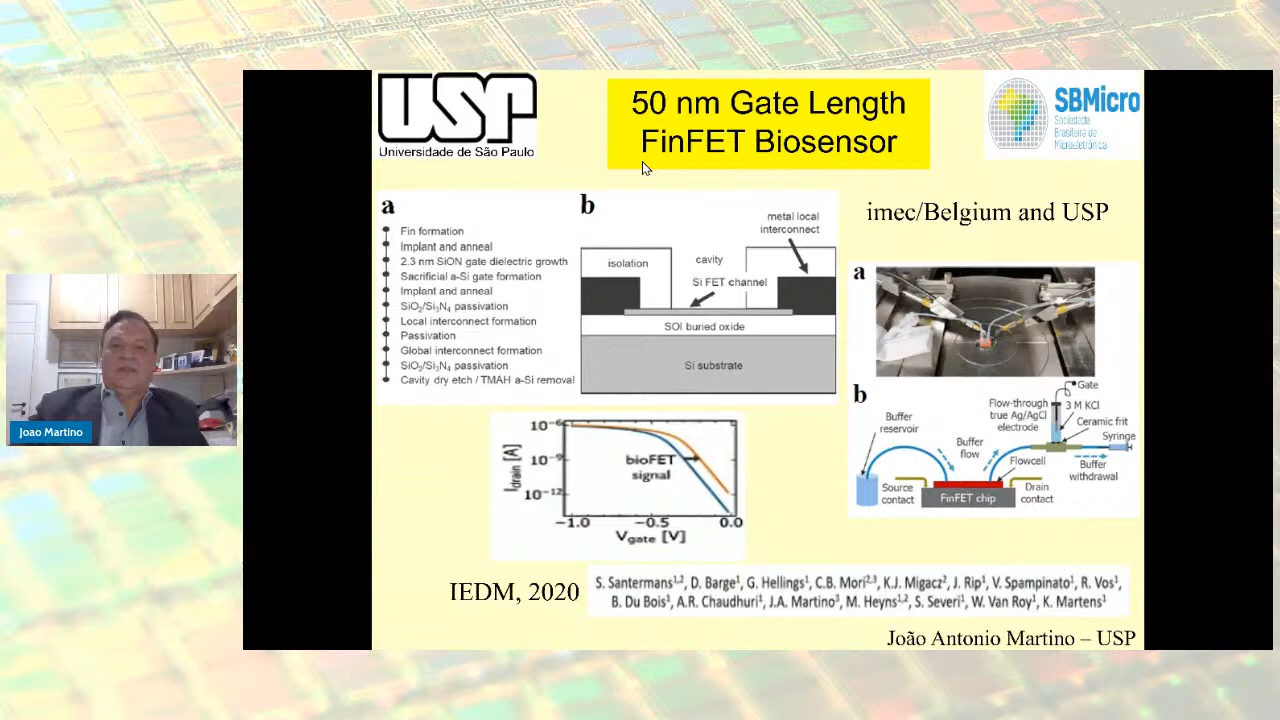 USP
Universidade de São Paulo
50 nm Gate Length
FinFET Biosensor
SBMicro
Sociedade
Brasileira de
Microeletrônica
imec/Belgium and USP
a
Fin formation
Implant and anneal
2.3 nm SiON gate dielectric growth
Sacrificial a-Si gate formation
Implant and anneal
SiO₂/Si₃N₄ passivation
Local interconnect formation
Passivation
Global interconnect formation
SiO₂/Si₃N₄ passivation
Cavity dry etch / TMAH a-Si removal
b
metal local
interconnect
isolation
cavity
Si FET channel
SOI buried oxide
Si substrate
a
b
Gate
Flow-through
true Ag/AgCl
electrode
3 M KCl
Ceramic frit
Syringe
Buffer
reservoir
Buffer
flow
Flowcell
Buffer
withdrawal
Source
contact
Drain
contact
FinFET chip
Idrain [A]
10⁻⁶
10⁻⁹
10⁻¹²
bioFET
signal
−1.0
−0.5
0.0
Vgate [V]
Joao Martino
IEDM, 2020
S. Santermans¹,², D. Barge¹, G. Hellings¹, C.B. Mori²,³, K.J. Migacz², J. Rip¹, V. Spampinato¹, R. Vos¹,
B. Du Bois¹, A.R. Chaudhuri¹, J.A. Martino³, M. Heyns¹,², S. Severi¹, W. Van Roy¹, K. Martens¹
João Antonio Martino – USP